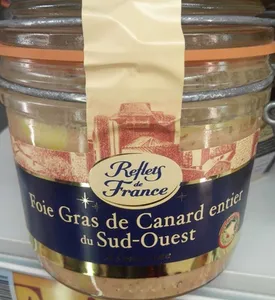 Reflets
de
France
Foie Gras de Canard entier
du Sud-Ouest